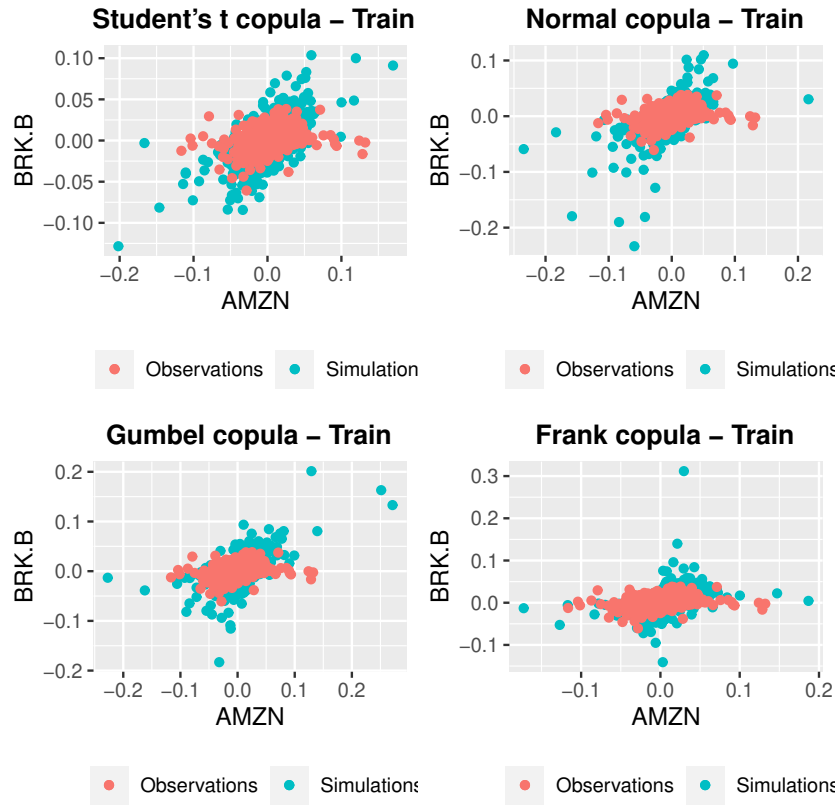 Student's t copula – Train
0.10
0.05
0.00
−0.05
−0.10
BRK.B
−0.2
−0.1
0.0
0.1
AMZN
Observations
Simulation
Normal copula – Train
0.1
0.0
−0.1
−0.2
BRK.B
−0.2
−0.1
0.0
0.1
0.2
AMZN
Observations
Simulations
Gumbel copula – Train
0.2
0.1
0.0
−0.1
−0.2
BRK.B
−0.2
−0.1
0.0
0.1
0.2
AMZN
Observations
Simulations
Frank copula – Train
0.3
0.2
0.1
0.0
−0.1
BRK.B
−0.1
0.0
0.1
0.2
AMZN
Observations
Simulations